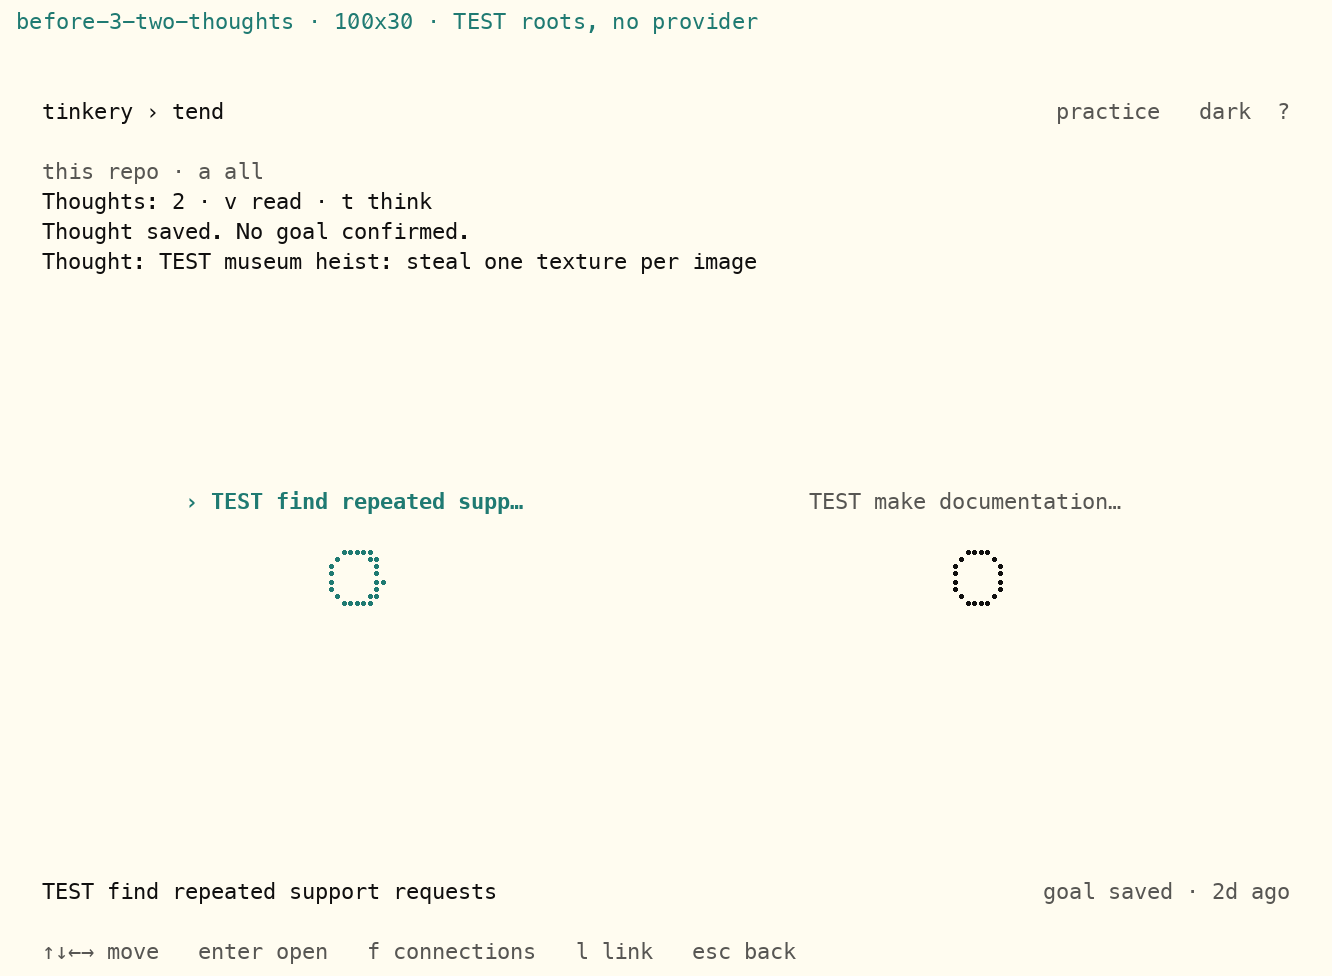 before-3-two-thoughts · 100x30 · TEST roots, no provider
tinkery › tend practice dark ?
this repo · a all
Thoughts: 2 · v read · t think
Thought saved. No goal confirmed.
Thought: TEST museum heist: steal one texture per image
› TEST find repeated supp… TEST make documentation…
TEST find repeated support requests goal saved · 2d ago
↑↓←→ move enter open f connections l link esc back